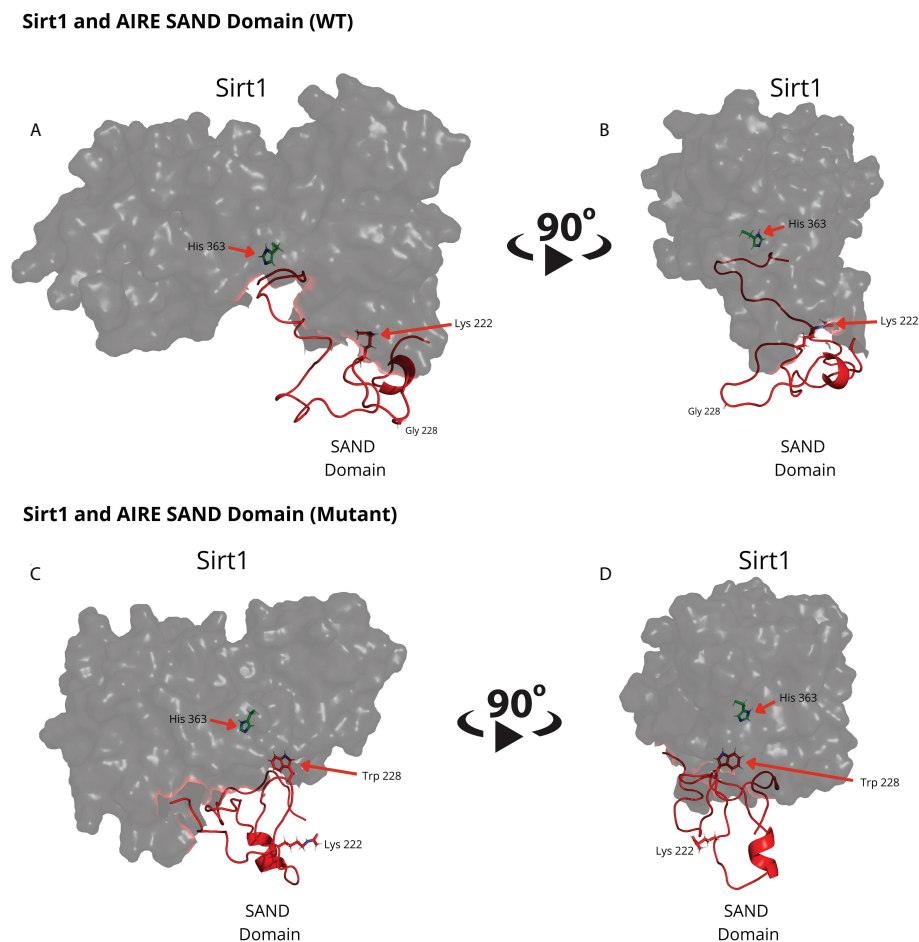 Sirt1 and AIRE SAND Domain (WT)
Sirt1
Sirt1
A
B
90°
His 363
His 363
Lys 222
Lys 222
Gly 228
Gly 228
SAND
Domain
SAND
Domain
Sirt1 and AIRE SAND Domain (Mutant)
Sirt1
Sirt1
C
D
90°
His 363
His 363
Trp 228
Trp 228
Lys 222
Lys 222
SAND
Domain
SAND
Domain